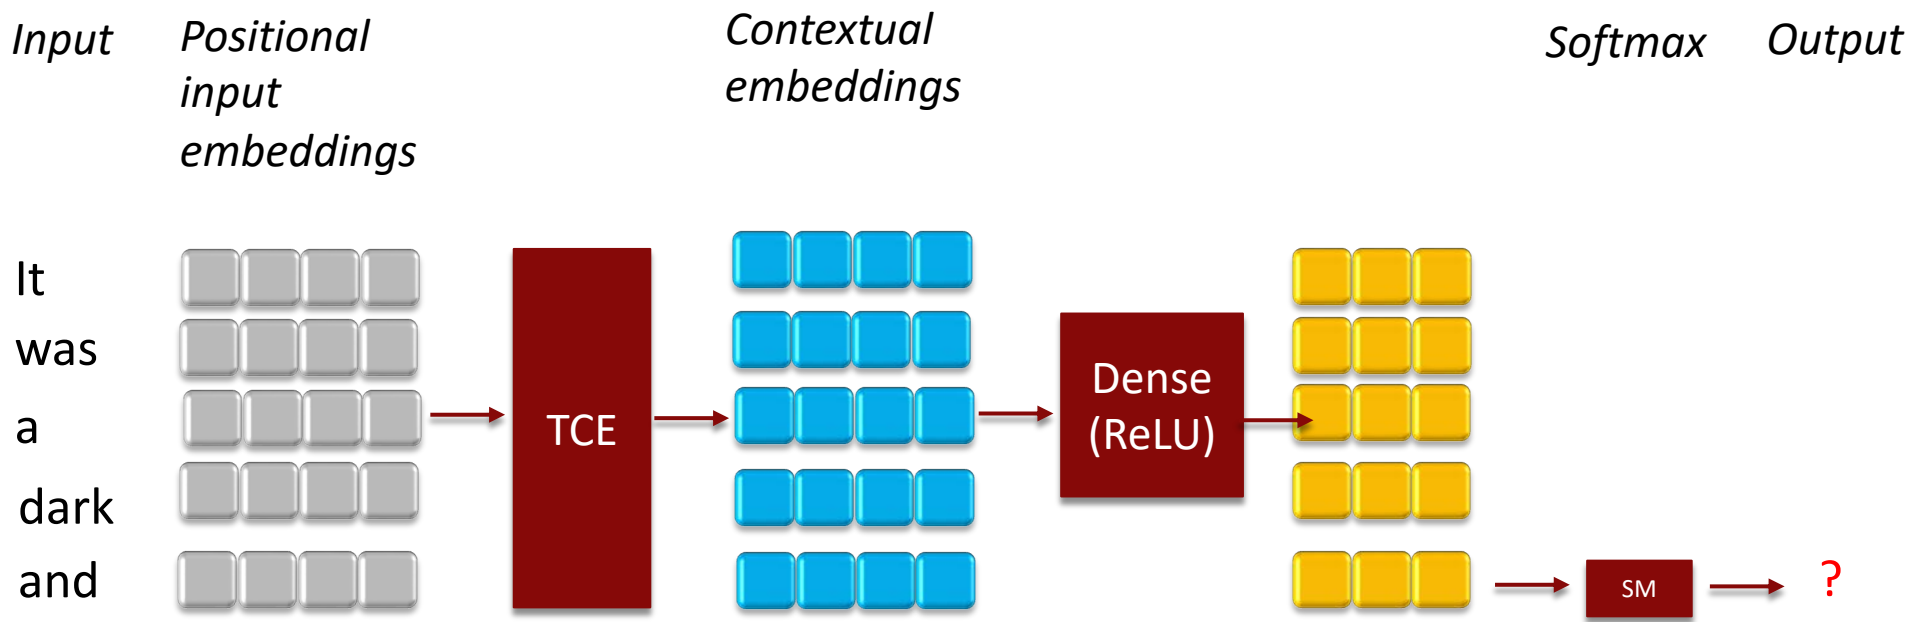 Input
Positional
input
embeddings
Contextual
embeddings
Softmax
Output
It
was
a
dark
and
TCE
Dense
(ReLU)
SM
?